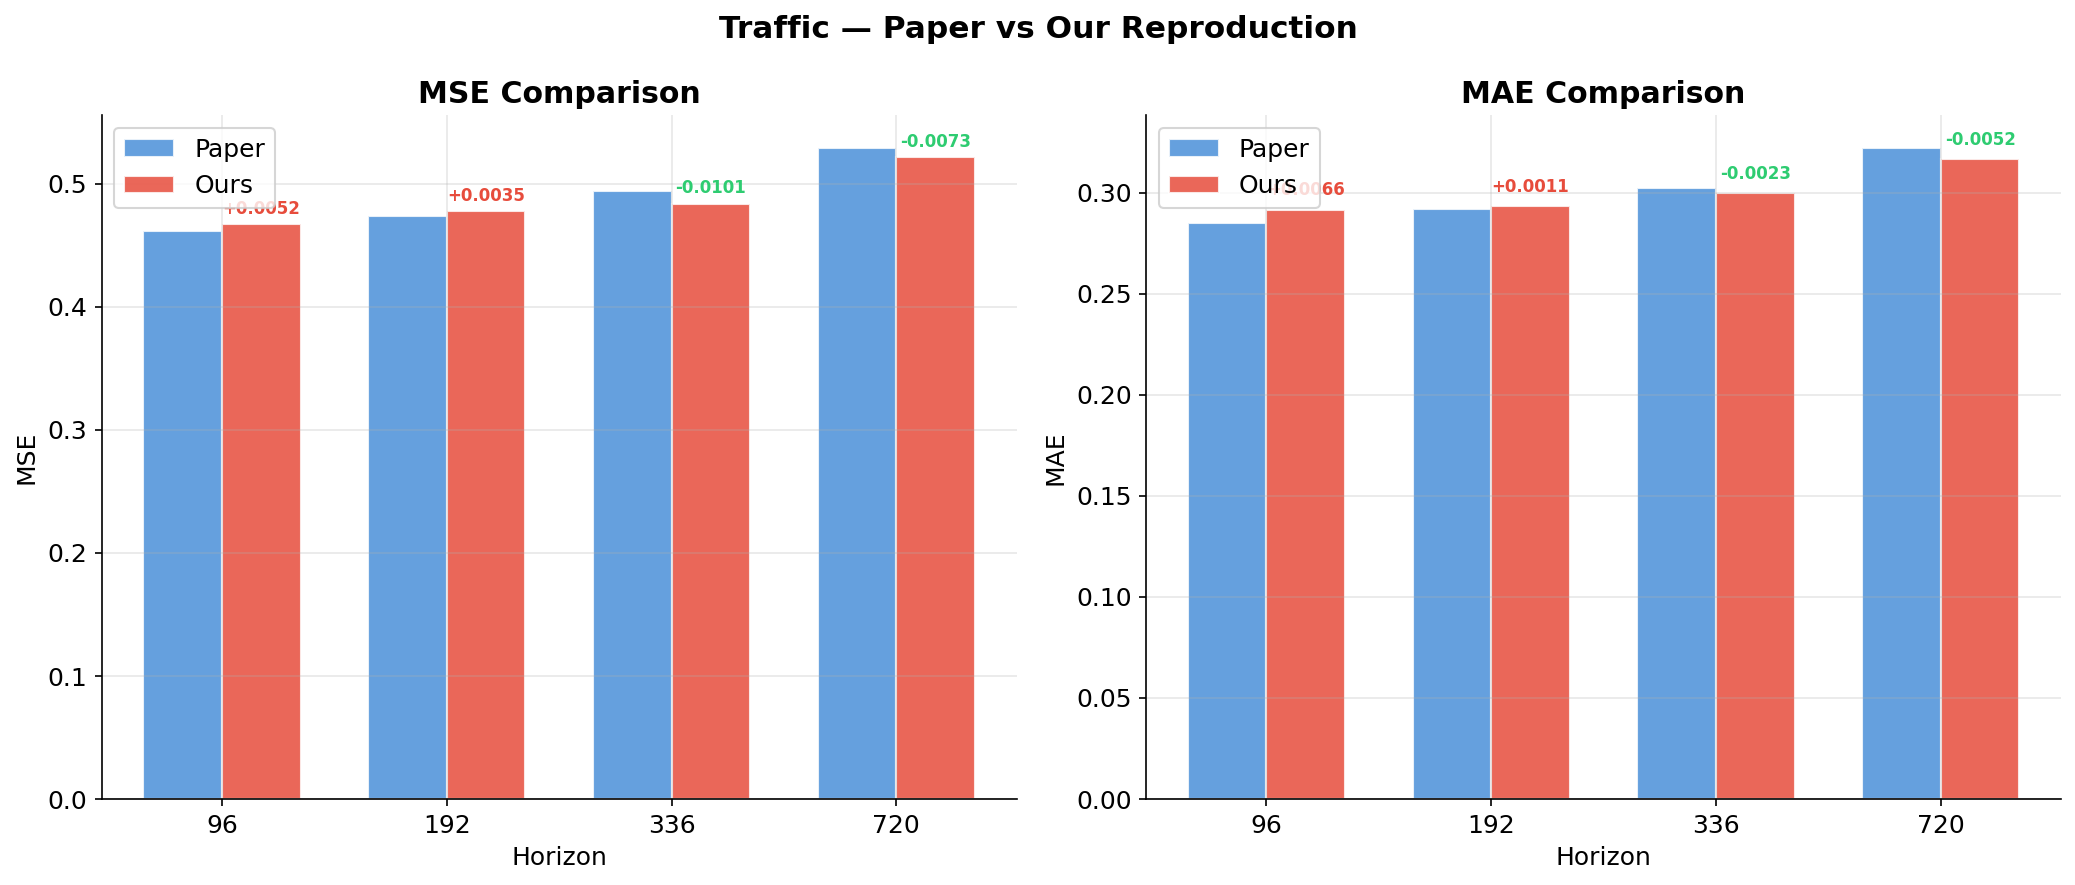 Traffic — Paper vs Our Reproduction
MSE Comparison
Paper
Ours
+0.0052
+0.0035
-0.0101
-0.0073
MSE
0.5
0.4
0.3
0.2
0.1
0.0
96 192 336 720
Horizon
MAE Comparison
Paper
Ours
+0.0066
+0.0011
-0.0023
-0.0052
MAE
0.30
0.25
0.20
0.15
0.10
0.05
0.00
96 192 336 720
Horizon